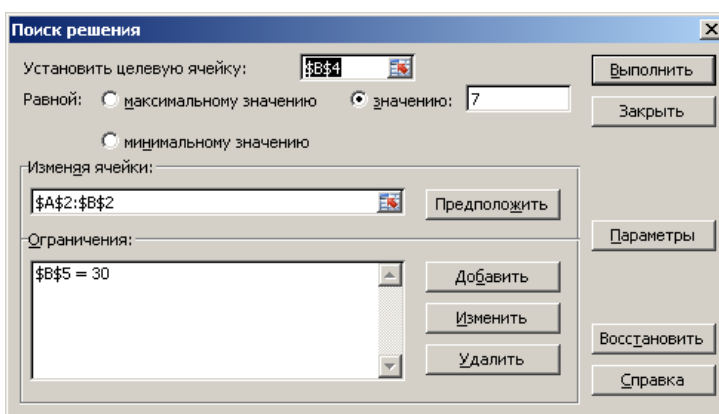 Поиск решения
Установить целевую ячейку: $B$4 Выполнить
Равной: максимальному значению значению: 7 Закрыть
минимальному значению
Изменяя ячейки:
$A$2:$B$2 Предположить
Ограничения: Параметры
$B$5 = 30 Добавить
Изменить
Восстановить
Удалить
Справка